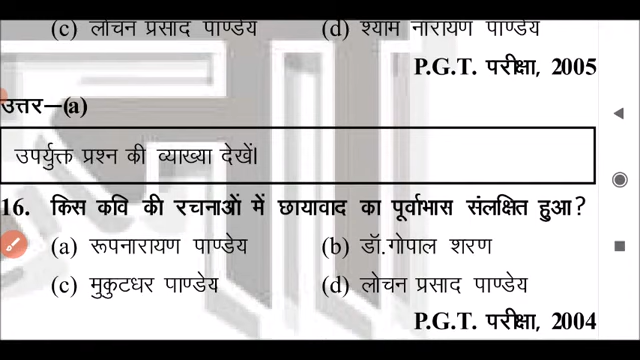 (c) लोचन प्रसाद पाण्डेय (d) श्याम नारायण पाण्डेय
P.G.T. परीक्षा, 2005
उत्तर—(a)
उपर्युक्त प्रश्न की व्याख्या देखें।
16. किस कवि की रचनाओं में छायावाद का पूर्वाभास संलक्षित हुआ?
(a) रूपनारायण पाण्डेय (b) डॉ.गोपाल शरण
(c) मुकुटधर पाण्डेय (d) लोचन प्रसाद पाण्डेय
P.G.T. परीक्षा, 2004